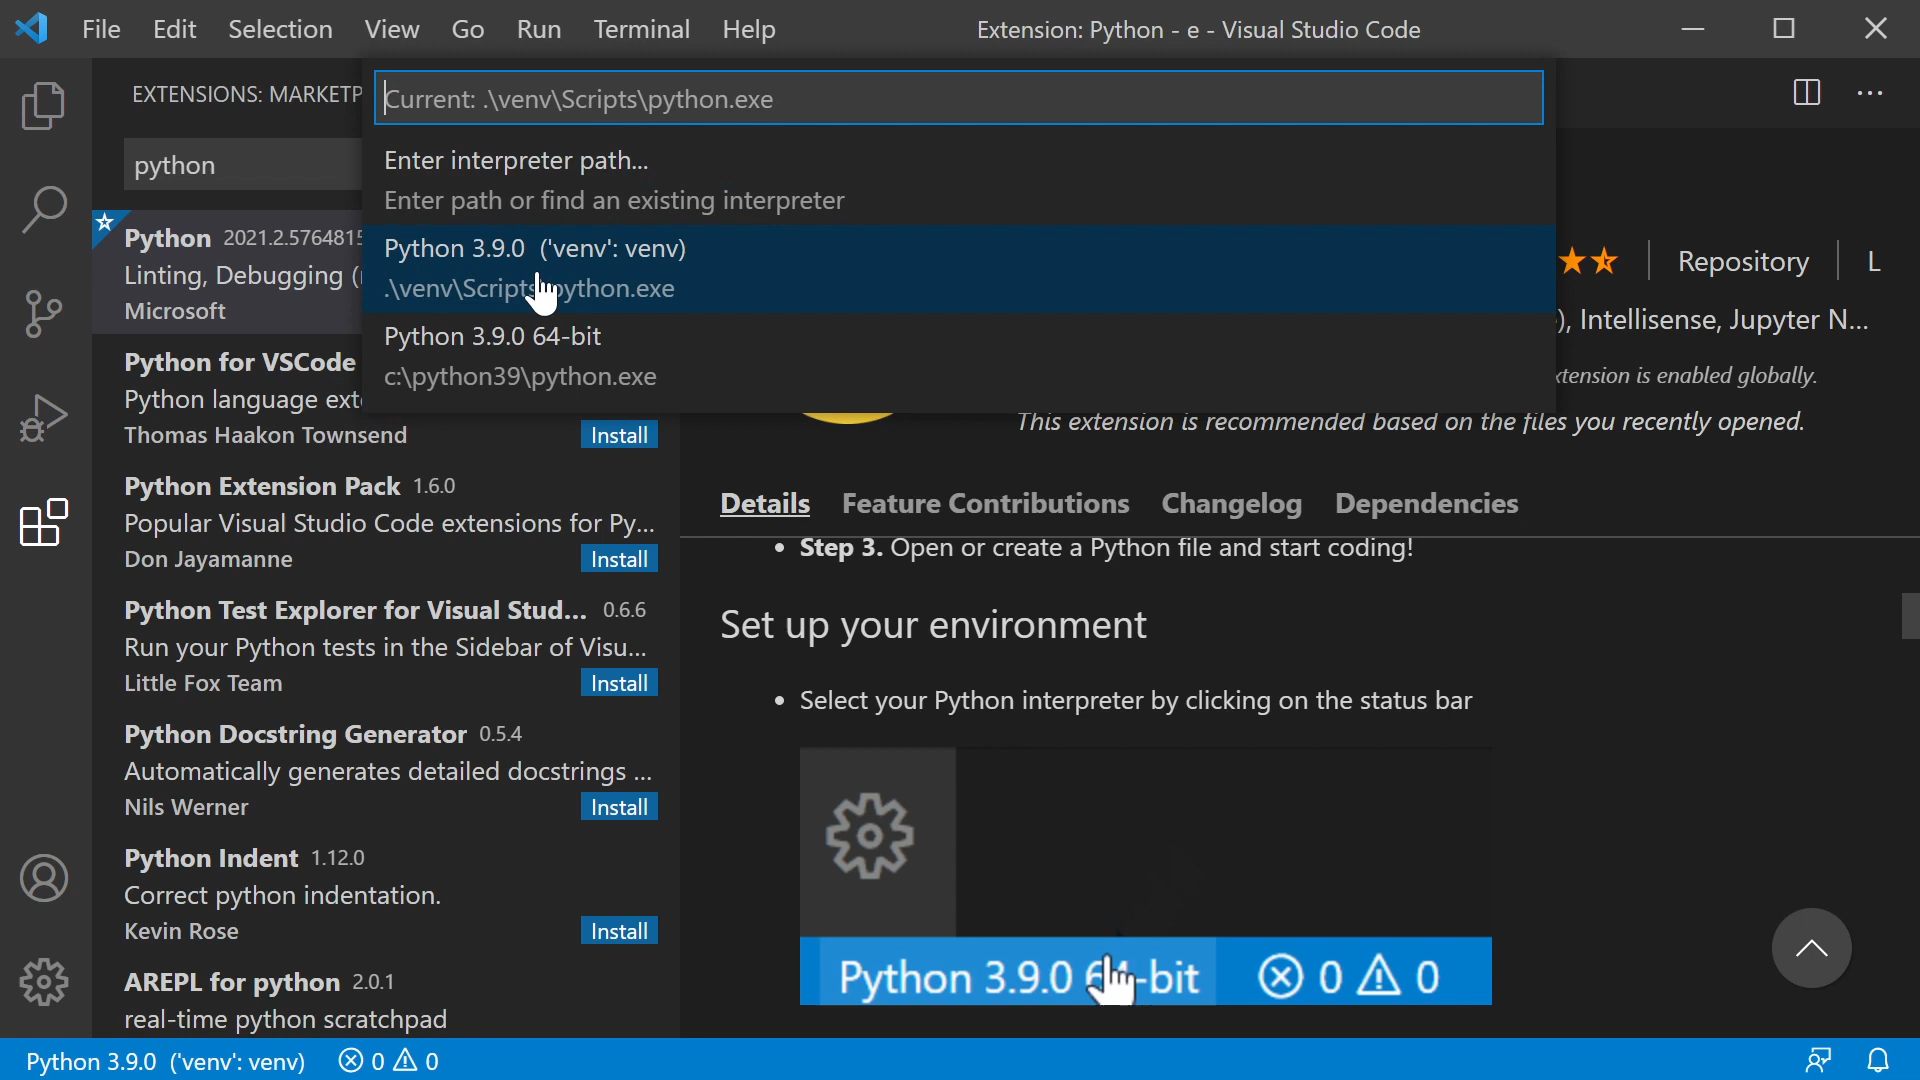 File Edit Selection View Go Run Terminal Help
Extension: Python - e - Visual Studio Code
EXTENSIONS: MARKETP
python
Current: .\venv\Scripts\python.exe
Enter interpreter path...
Enter path or find an existing interpreter
Python 3.9.0 ('venv': venv)
.\venv\Scripts\python.exe
Python 3.9.0 64-bit
c:\python39\python.exe
Python 2021.2.5764815
Linting, Debugging (
Microsoft
Python for VSCode
Python language exte
Thomas Haakon Townsend Install
Python Extension Pack 1.6.0
Popular Visual Studio Code extensions for Py...
Don Jayamanne Install
Python Test Explorer for Visual Stud... 0.6.6
Run your Python tests in the Sidebar of Visu...
Little Fox Team Install
Python Docstring Generator 0.5.4
Automatically generates detailed docstrings ...
Nils Werner Install
Python Indent 1.12.0
Correct python indentation.
Kevin Rose Install
AREPL for python 2.0.1
real-time python scratchpad
Repository L
), Intellisense, Jupyter N...
xtension is enabled globally.
This extension is recommended based on the files you recently opened.
Details Feature Contributions Changelog Dependencies
• Step 3. Open or create a Python file and start coding!
Set up your environment
• Select your Python interpreter by clicking on the status bar
Python 3.9.0 64-bit 0 0
Python 3.9.0 ('venv': venv) 0 0